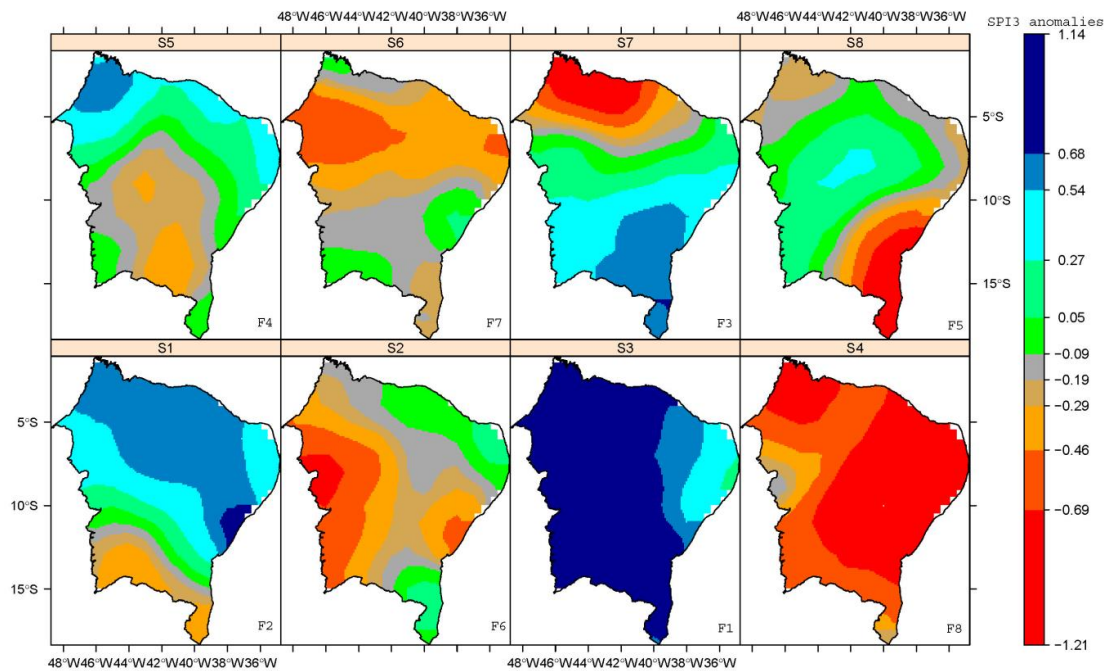 48°W46°W44°W42°W40°W38°W36°W
48°W46°W44°W42°W40°W38°W36°W
SPI3 anomalies
S5
S6
S7
S8
1.14
0.68
0.54
0.27
0.05
−0.09
−0.19
−0.29
−0.46
−0.69
−1.21
5°S
10°S
15°S
F4
F7
F3
F5
S1
S2
S3
S4
5°S
10°S
15°S
F2
F6
F1
F8
48°W46°W44°W42°W40°W38°W36°W
48°W46°W44°W42°W40°W38°W36°W